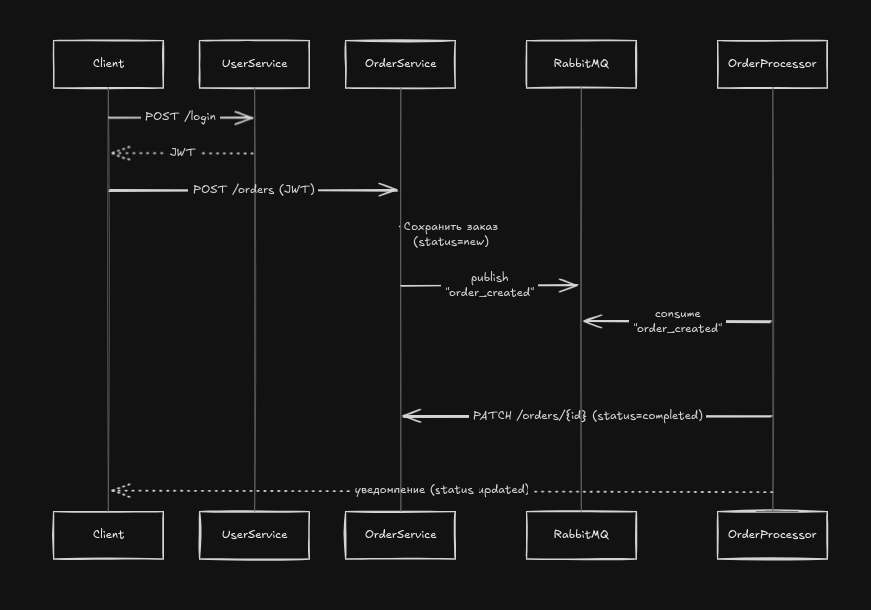 Client
UserService
OrderService
RabbitMQ
OrderProcessor
POST /login
JWT
POST /orders (JWT)
Сохранить заказ
(status=new)
publish
"order_created"
consume
"order_created"
PATCH /orders/{id} (status=completed)
уведомление (status updated)
Client
UserService
OrderService
RabbitMQ
OrderProcessor